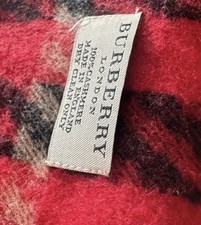 BURBERRY
LONDON
100% CASHMERE
MADE IN ENGLAND
DRY CLEAN ONLY